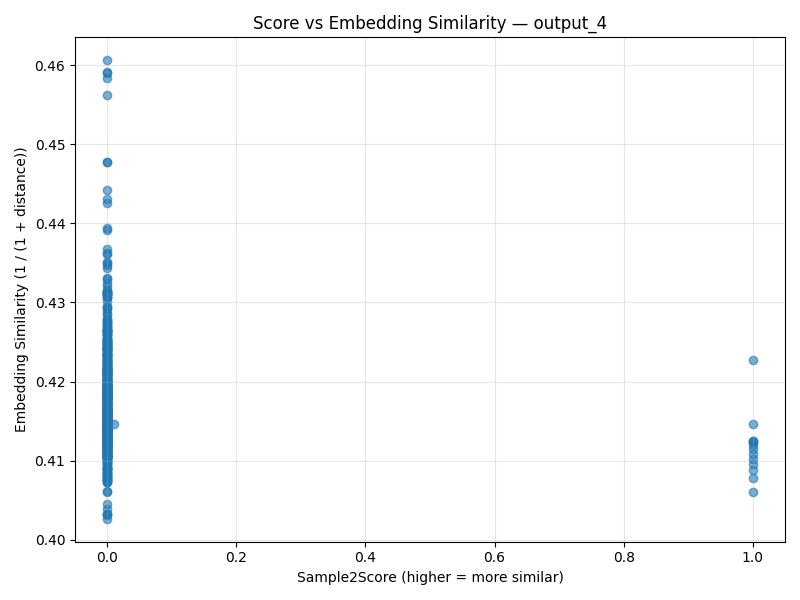 Score vs Embedding Similarity — output_4
Embedding Similarity (1 / (1 + distance))
0.46
0.45
0.44
0.43
0.42
0.41
0.40
0.0 0.2 0.4 0.6 0.8 1.0
Sample2Score (higher = more similar)